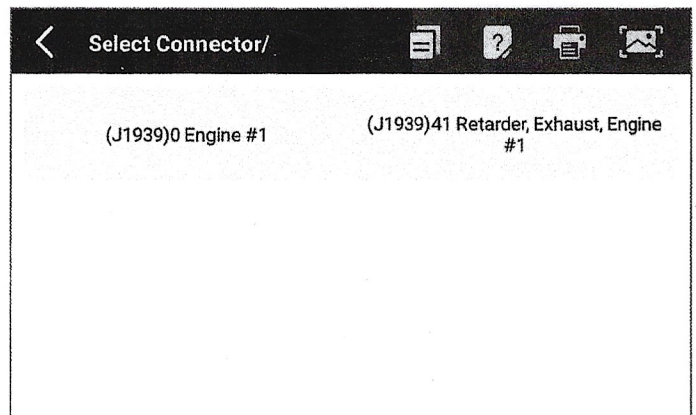 Select Connector/
(J1939)0 Engine #1
(J1939)41 Retarder, Exhaust, Engine
#1